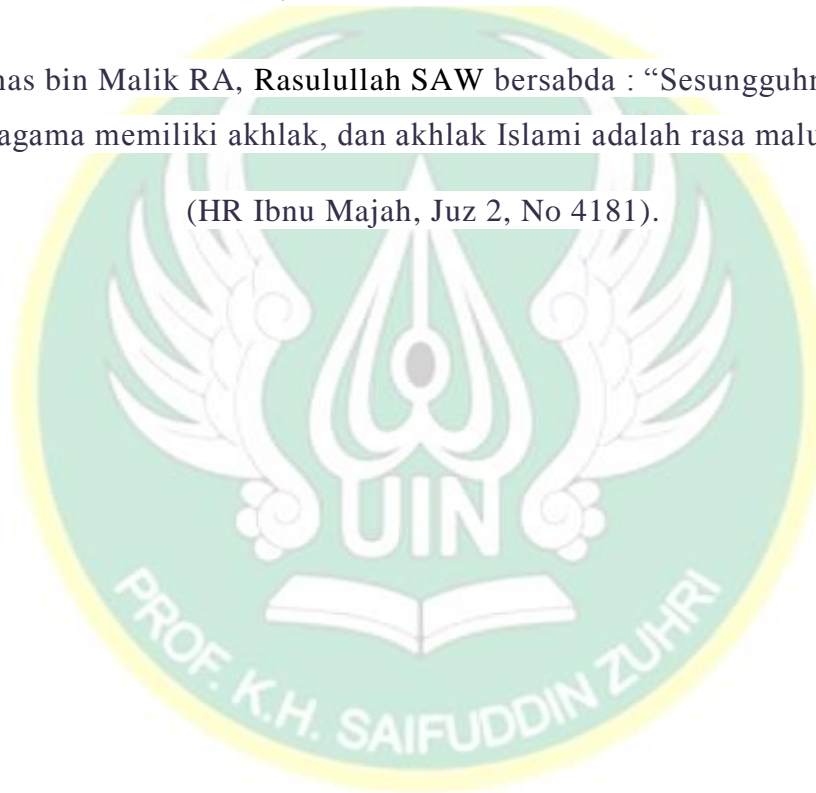 nas bin Malik RA, Rasulullah SAW bersabda : “Sesungguhn
agama memiliki akhlak, dan akhlak Islami adalah rasa malu
(HR Ibnu Majah, Juz 2, No 4181).
UIN
PROF. K.H. SAIFUDDIN ZUHRI